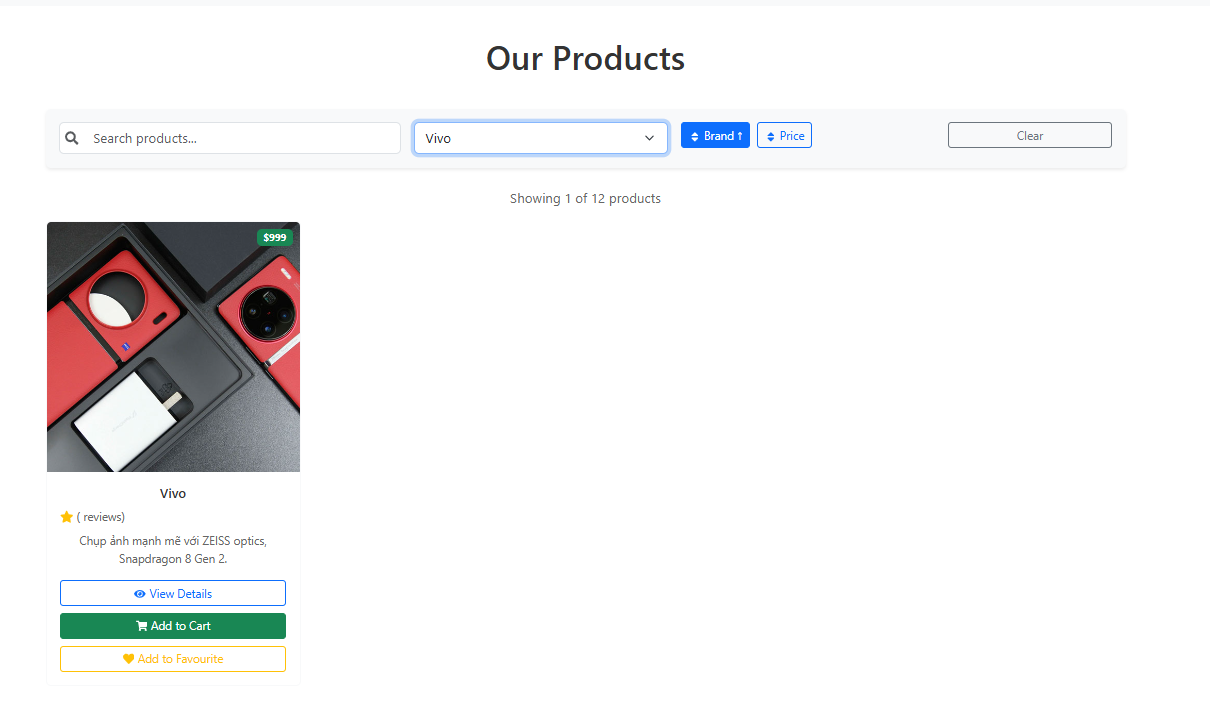 Our Products
Search products...
Vivo
Brand ↑
Price
Clear
Showing 1 of 12 products
$999
Vivo
( reviews)
Chụp ảnh mạnh mẽ với ZEISS optics,
Snapdragon 8 Gen 2.
View Details
Add to Cart
Add to Favourite